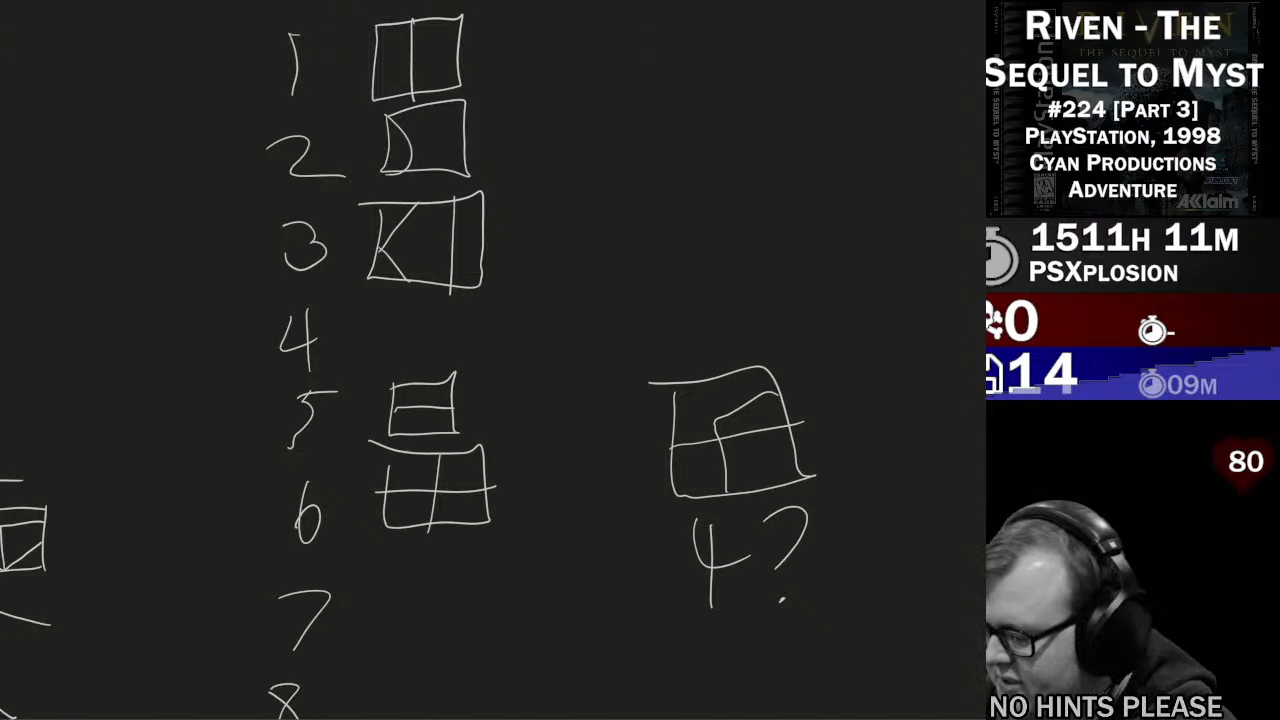 1
2
3
4
5
6
7
8
4?
RIVEN - THE
SEQUEL TO MYST
#224 [PART 3]
PLAYSTATION, 1998
CYAN PRODUCTIONS
ADVENTURE
AKklaim
1511H 11M
PSXPLOSION
0
-
14
09M
80
NO HINTS PLEASE